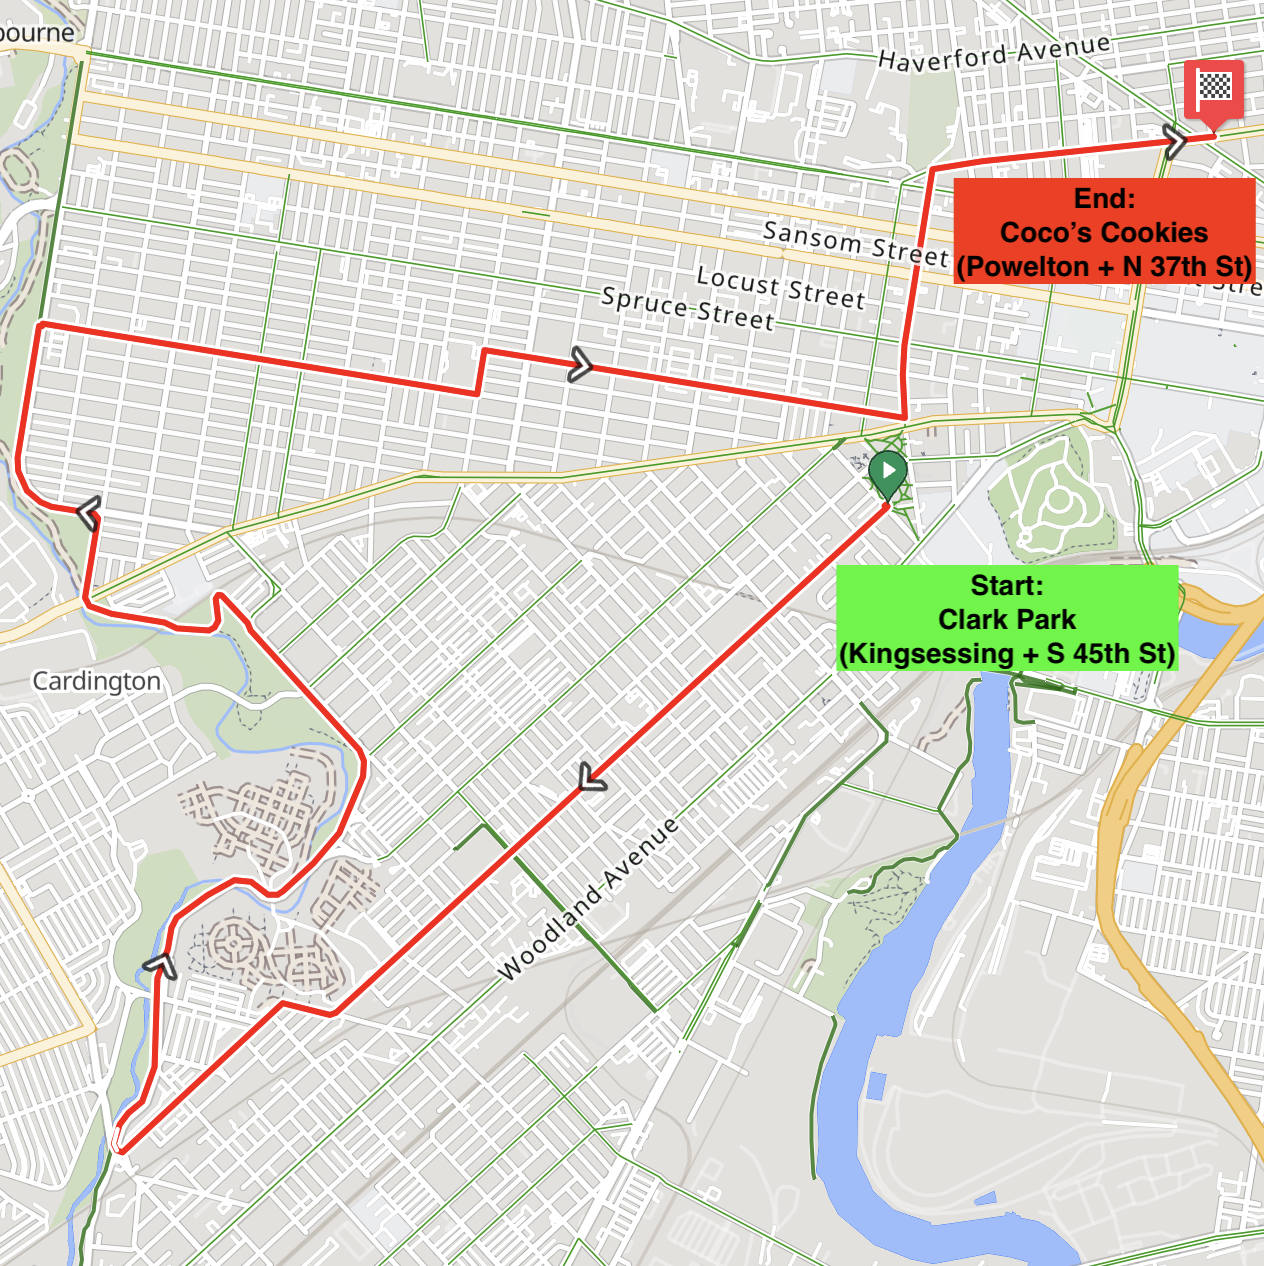 bourne
Haverford Avenue
End:
Coco's Cookies
(Powelton + N 37th St)
Sansom Street
Locust Street
Spruce Street
Start:
Clark Park
(Kingsessing + S 45th St)
Cardington
Woodland Avenue